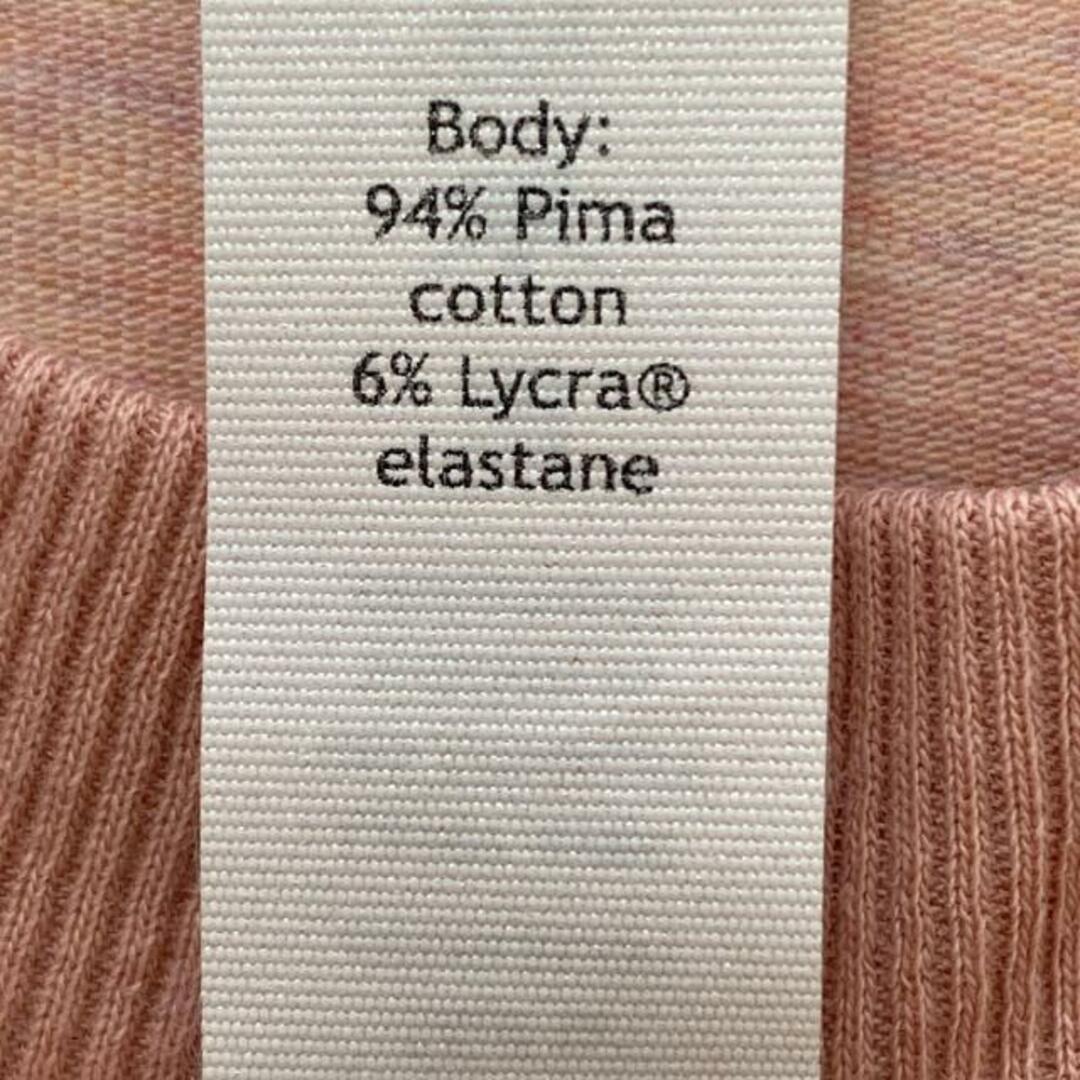 Body:
94% Pima
cotton
6% Lycra®
elastane